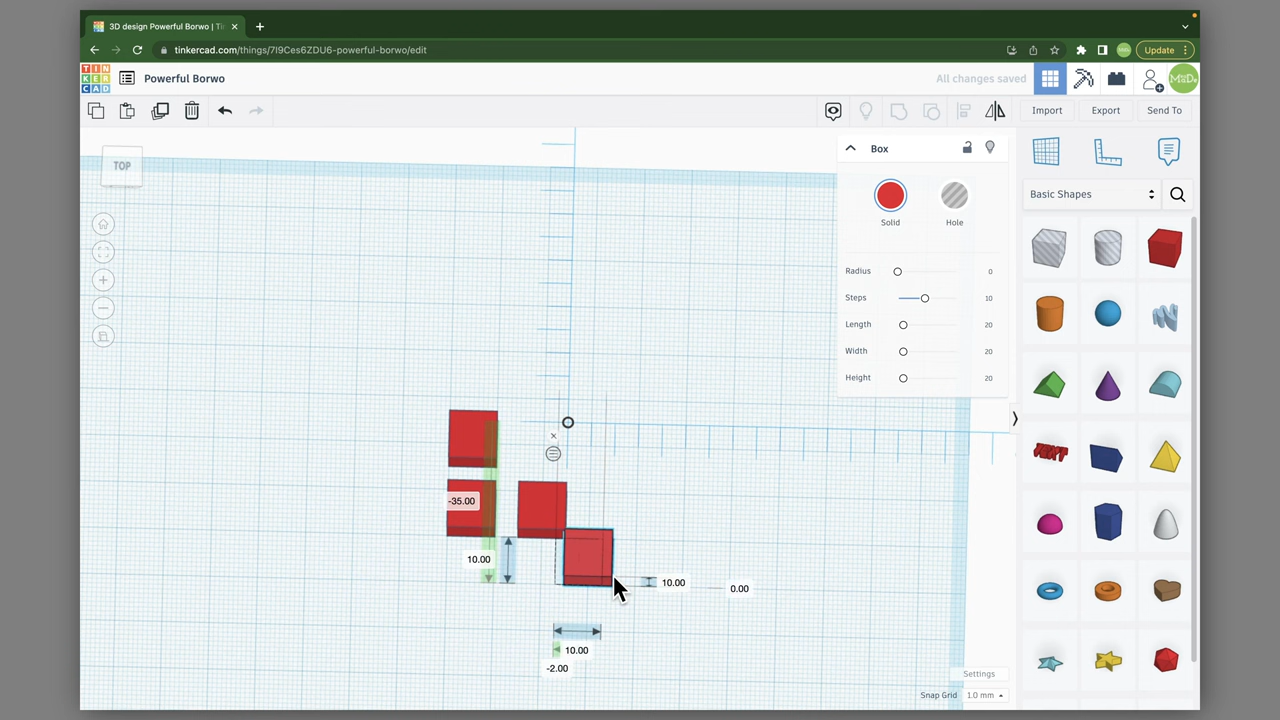 3D design Powerful Borwo | Tin
tinkercad.com/things/7I9Ces6ZDU6-powerful-borwo/edit
Update
TIN
KER
CAD
Powerful Borwo
All changes saved
Import
Export
Send To
TOP
Box
Solid
Hole
Radius
0
Steps
10
Length
20
Width
20
Height
20
Basic Shapes
TEXT
-35.00
10.00
10.00
0.00
10.00
-2.00
Settings
Snap Grid
1.0 mm